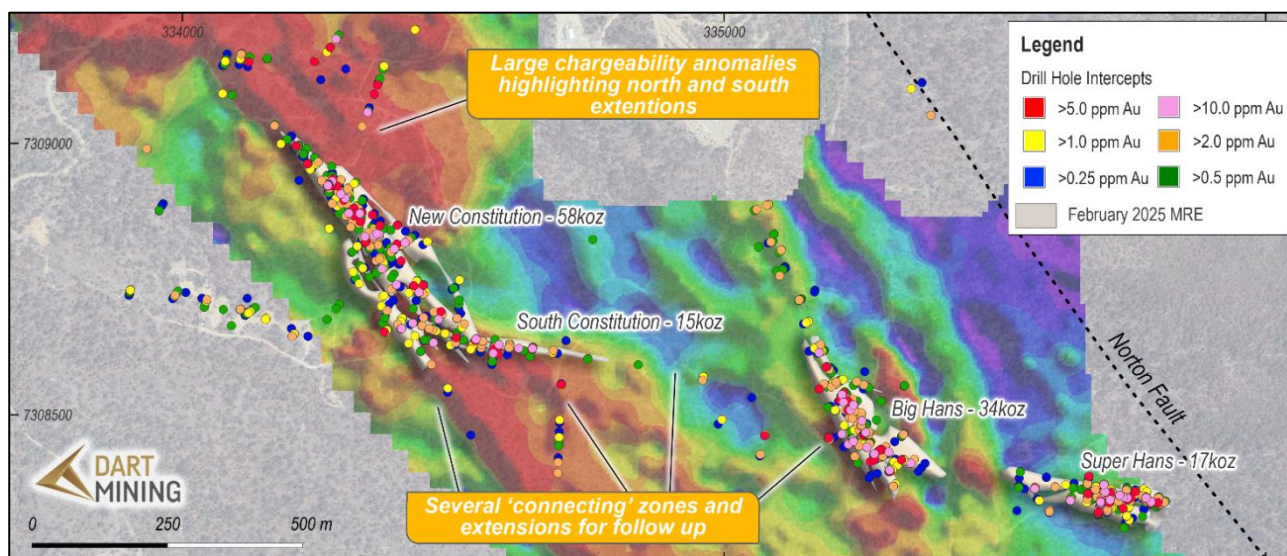 334000
335000
7309000
7308500
Large chargeability anomalies
highlighting north and south
extentions
Legend
Drill Hole Intercepts
>5.0 ppm Au
>10.0 ppm Au
>1.0 ppm Au
>2.0 ppm Au
>0.25 ppm Au
>0.5 ppm Au
February 2025 MRE
New Constitution - 58koz
South Constitution - 15koz
Big Hans - 34koz
Super Hans - 17koz
Norton Fault
Several 'connecting' zones and
extensions for follow up
DART
MINING
0 250 500 m